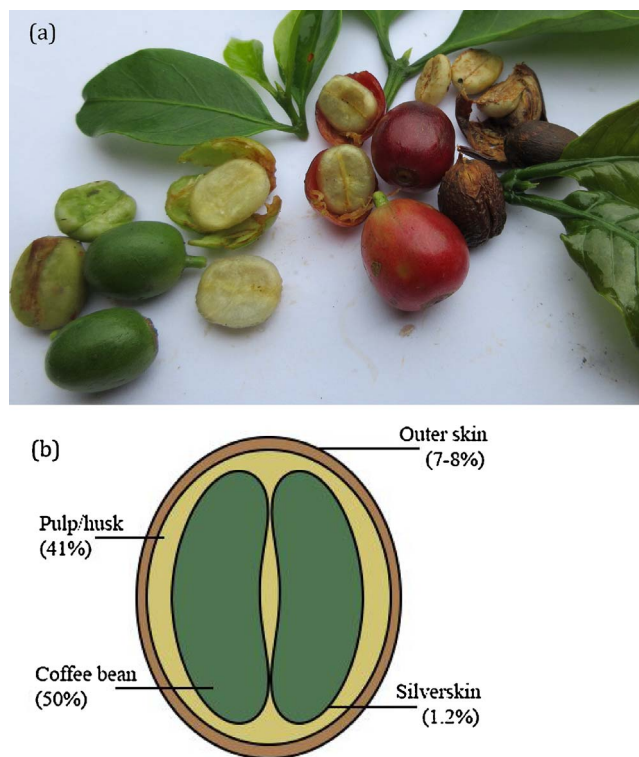 (a)
(b)
Outer skin
(7-8%)
Pulp/husk
(41%)
Coffee bean
(50%)
Silverskin
(1.2%)